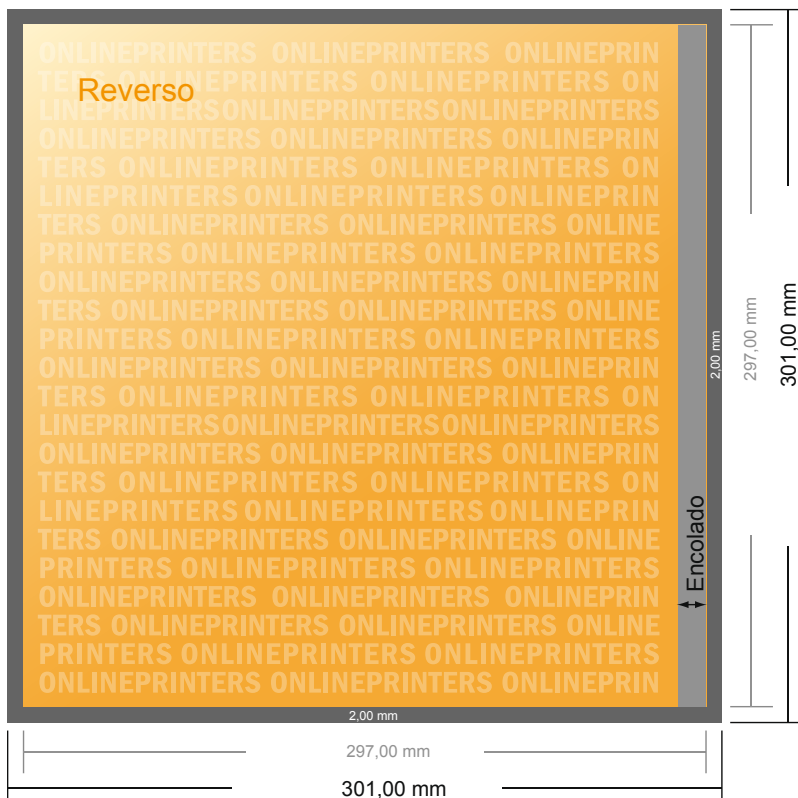 ONLINEPRINTERS ONLINEPRINTERS ONLINEPRIN
TERS ONLINEPRINTERS ONLINEPRINTERS ON
Reverso
LINEPRINTERSONLINEPRINTERSONLINEPRINTERS
ONLINEPRINTERS ONLINEPRINTERS ONLINEPRIN
TERS ONLINEPRINTERS ONLINEPRINTERS ON
LINEPRINTERS ONLINEPRINTERS ONLINEPRIN
TERS ONLINEPRINTERS ONLINEPRINTERS ONLINE
PRINTERS ONLINEPRINTERS ONLINEPRINTERS
ONLINEPRINTERS ONLINEPRINTERS ONLINEPRIN
TERS ONLINEPRINTERS ONLINEPRINTERS ONLINE
PRINTERS ONLINEPRINTERS ONLINEPRINTERS
ONLINEPRINTERS ONLINEPRINTERS ONLINEPRIN
TERS ONLINEPRINTERS ONLINEPRINTERS ON
LINEPRINTERSONLINEPRINTERSONLINEPRINTERS
ONLINEPRINTERS ONLINEPRINTERS ONLINEPRIN
TERS ONLINEPRINTERS ONLINEPRINTERS ON
LINEPRINTERS ONLINEPRINTERS ONLINEPRIN
TERS ONLINEPRINTERS ONLINEPRINTERS ONLINE
PRINTERS ONLINEPRINTERS ONLINEPRINTERS
ONLINEPRINTERS ONLINEPRINTERS ONLINEPRIN
TERS ONLINEPRINTERS ONLINEPRINTERS ONLINE
PRINTERS ONLINEPRINTERS ONLINEPRINTERS
ONLINEPRINTERS ONLINEPRINTERS ONLINEPRIN
Encolado
2,00 mm
297,00 mm
301,00 mm
2,00 mm
297,00 mm
301,00 mm